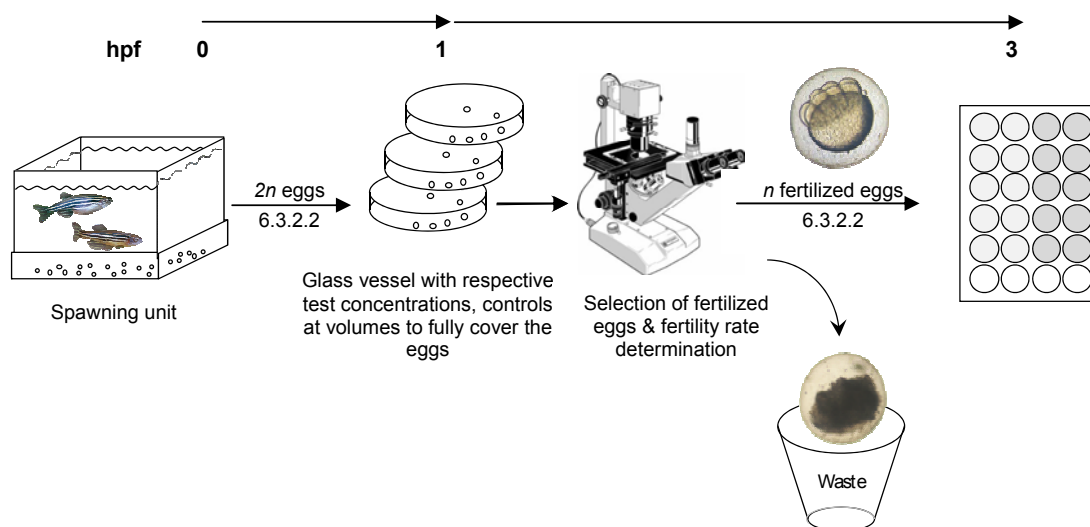 hpf 0 1 3
2n eggs
6.3.2.2
n fertilized eggs
6.3.2.2
Spawning unit
Glass vessel with respective
test concentrations, controls
at volumes to fully cover the
eggs
Selection of fertilized
eggs & fertility rate
determination
Waste